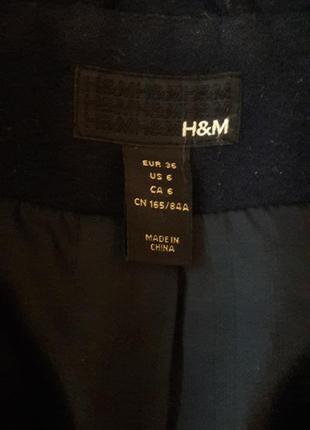 H&M
EUR 36
US 6
CA 6
CN 165/84A
MADE IN
CHINA